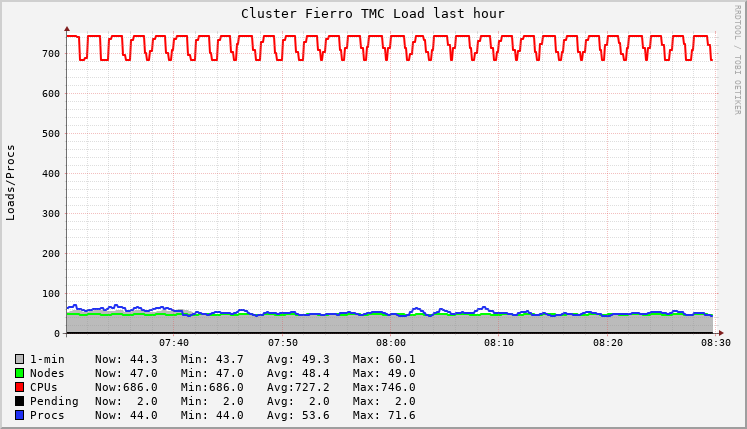 Cluster Fierro TMC Load last hour
RRDTOOL / TOBI OETIKER
Loads/Procs
700
600
500
400
300
200
100
0
07:40 07:50 08:00 08:10 08:20 08:30
1-min Now: 44.3 Min: 43.7 Avg: 49.3 Max: 60.1
Nodes Now: 47.0 Min: 47.0 Avg: 48.4 Max: 49.0
CPUs Now:686.0 Min:686.0 Avg:727.2 Max:746.0
Pending Now: 2.0 Min: 2.0 Avg: 2.0 Max: 2.0
Procs Now: 44.0 Min: 44.0 Avg: 53.6 Max: 71.6